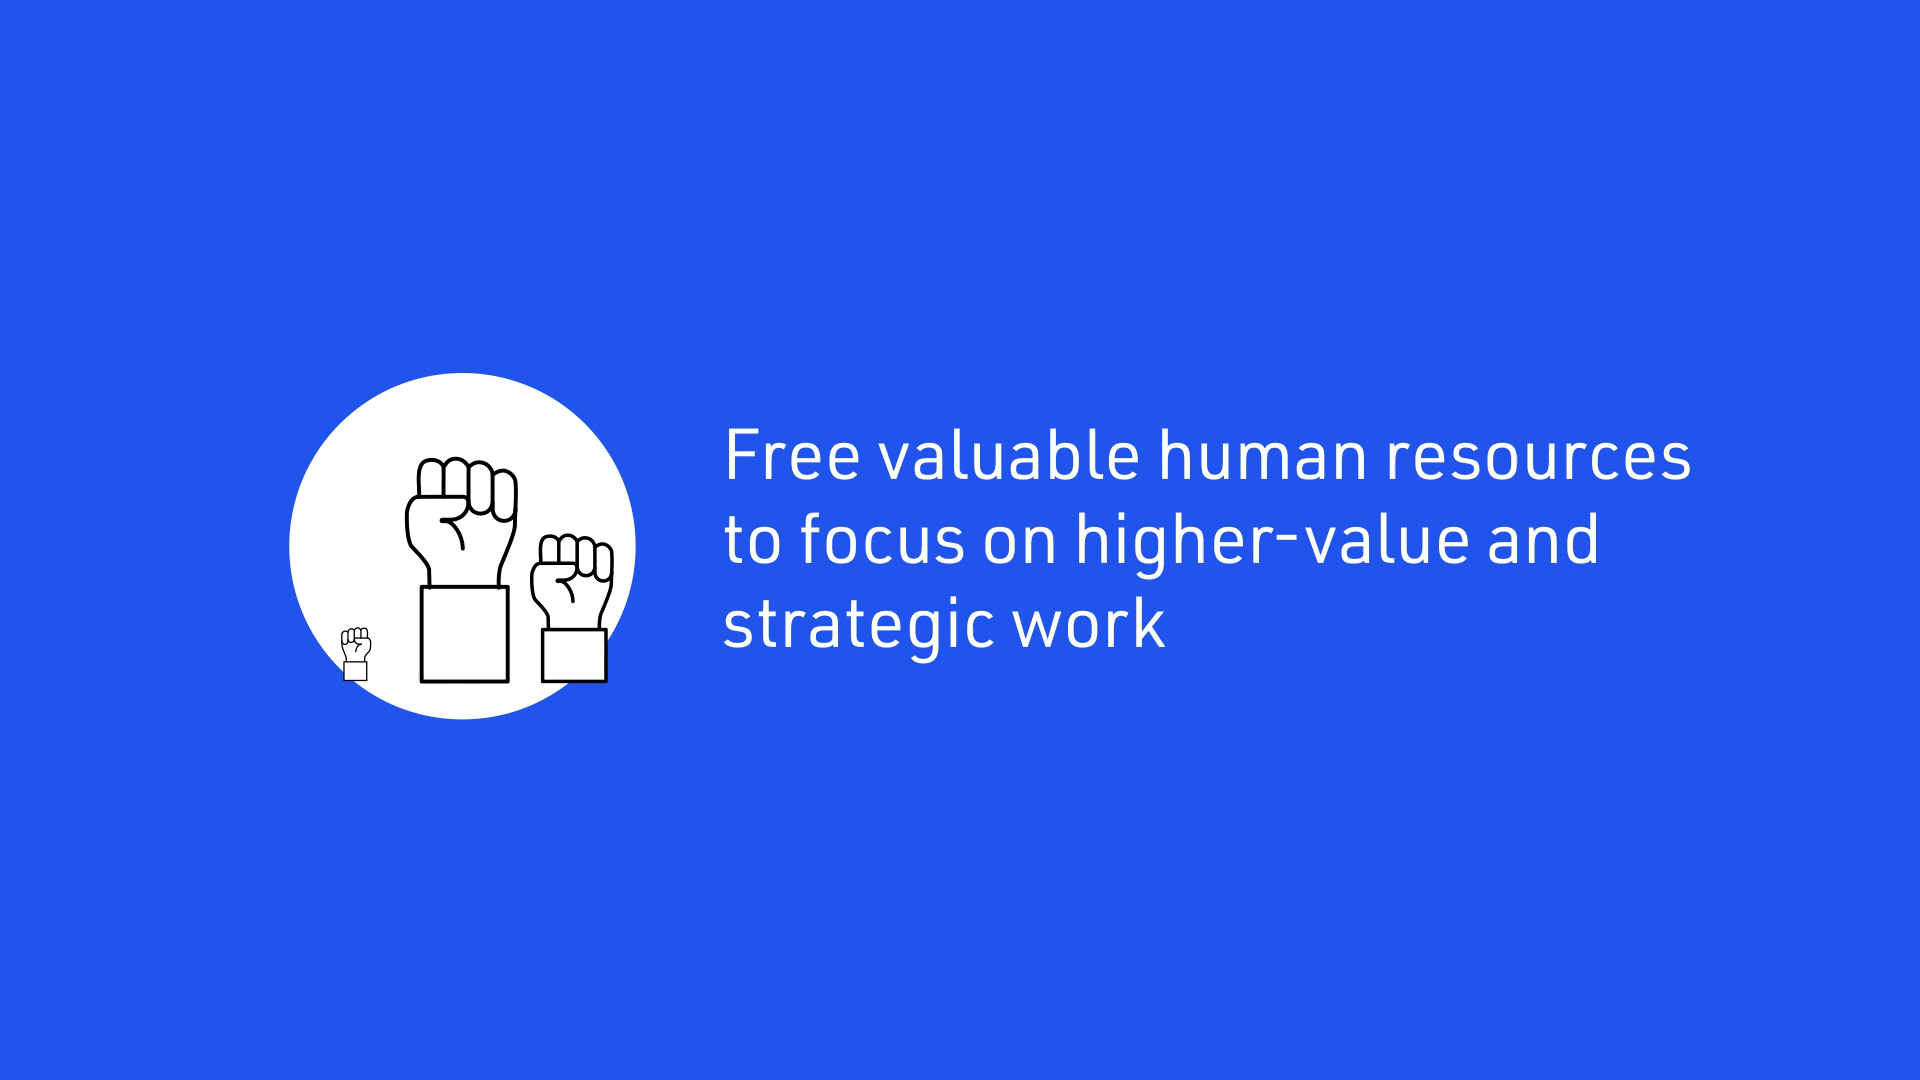 Free valuable human resources
to focus on higher-value and
strategic work